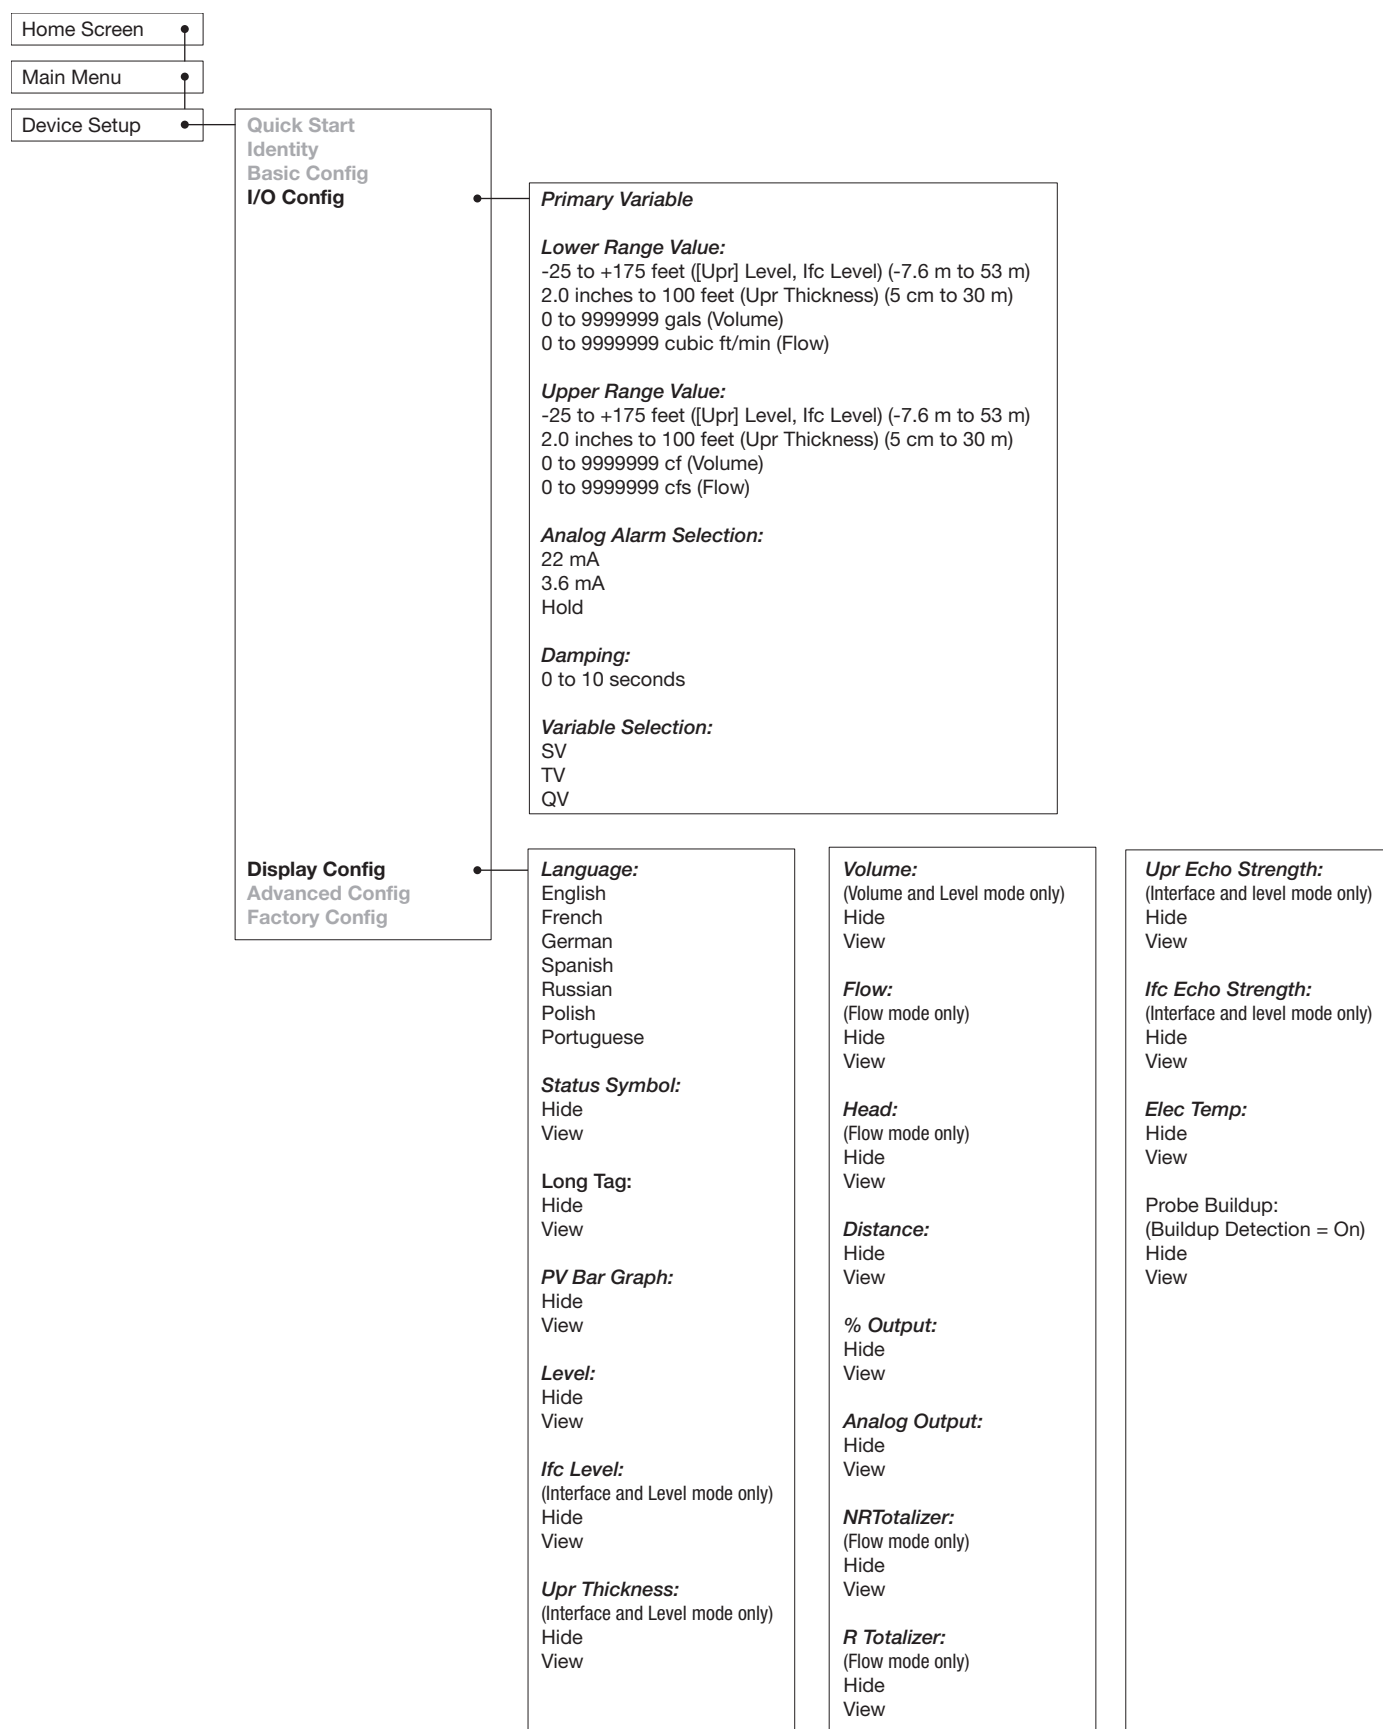 Home Screen
Main Menu
Device Setup
Quick Start
Identity
Basic Config
I/O Config
Primary Variable
Lower Range Value:
-25 to +175 feet ([Upr] Level, Ifc Level) (-7.6 m to 53 m)
2.0 inches to 100 feet (Upr Thickness) (5 cm to 30 m)
0 to 9999999 gals (Volume)
0 to 9999999 cubic ft/min (Flow)
Upper Range Value:
-25 to +175 feet ([Upr] Level, Ifc Level) (-7.6 m to 53 m)
2.0 inches to 100 feet (Upr Thickness) (5 cm to 30 m)
0 to 9999999 cf (Volume)
0 to 9999999 cfs (Flow)
Analog Alarm Selection:
22 mA
3.6 mA
Hold
Damping:
0 to 10 seconds
Variable Selection:
SV
TV
QV
Display Config
Advanced Config
Factory Config
Language:
English
French
German
Spanish
Russian
Polish
Portuguese
Status Symbol:
Hide
View
Long Tag:
Hide
View
PV Bar Graph:
Hide
View
Level:
Hide
View
Ifc Level:
(Interface and Level mode only)
Hide
View
Upr Thickness:
(Interface and Level mode only)
Hide
View
Volume:
(Volume and Level mode only)
Hide
View
Flow:
(Flow mode only)
Hide
View
Head:
(Flow mode only)
Hide
View
Distance:
Hide
View
% Output:
Hide
View
Analog Output:
Hide
View
NRTotalizer:
(Flow mode only)
Hide
View
R Totalizer:
(Flow mode only)
Hide
View
Upr Echo Strength:
(Interface and level mode only)
Hide
View
Ifc Echo Strength:
(Interface and level mode only)
Hide
View
Elec Temp:
Hide
View
Probe Buildup:
(Buildup Detection = On)
Hide
View